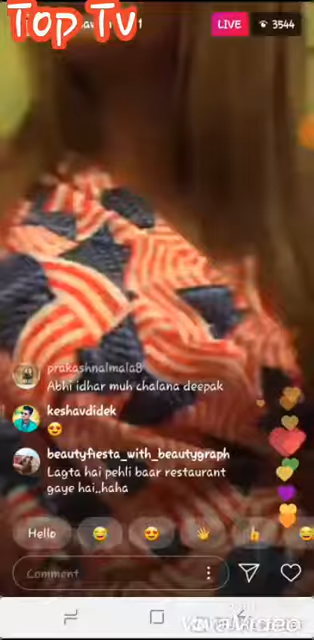 Top Tv
LIVE
3544
prakashnalmala8
Abhi idhar muh chalana deepak
keshavdidek
beautyfiesta_with_beautygraph
Lagta hai pehli baar restaurant
gaye hai,,haha
Hello
Comment
VivaVideo